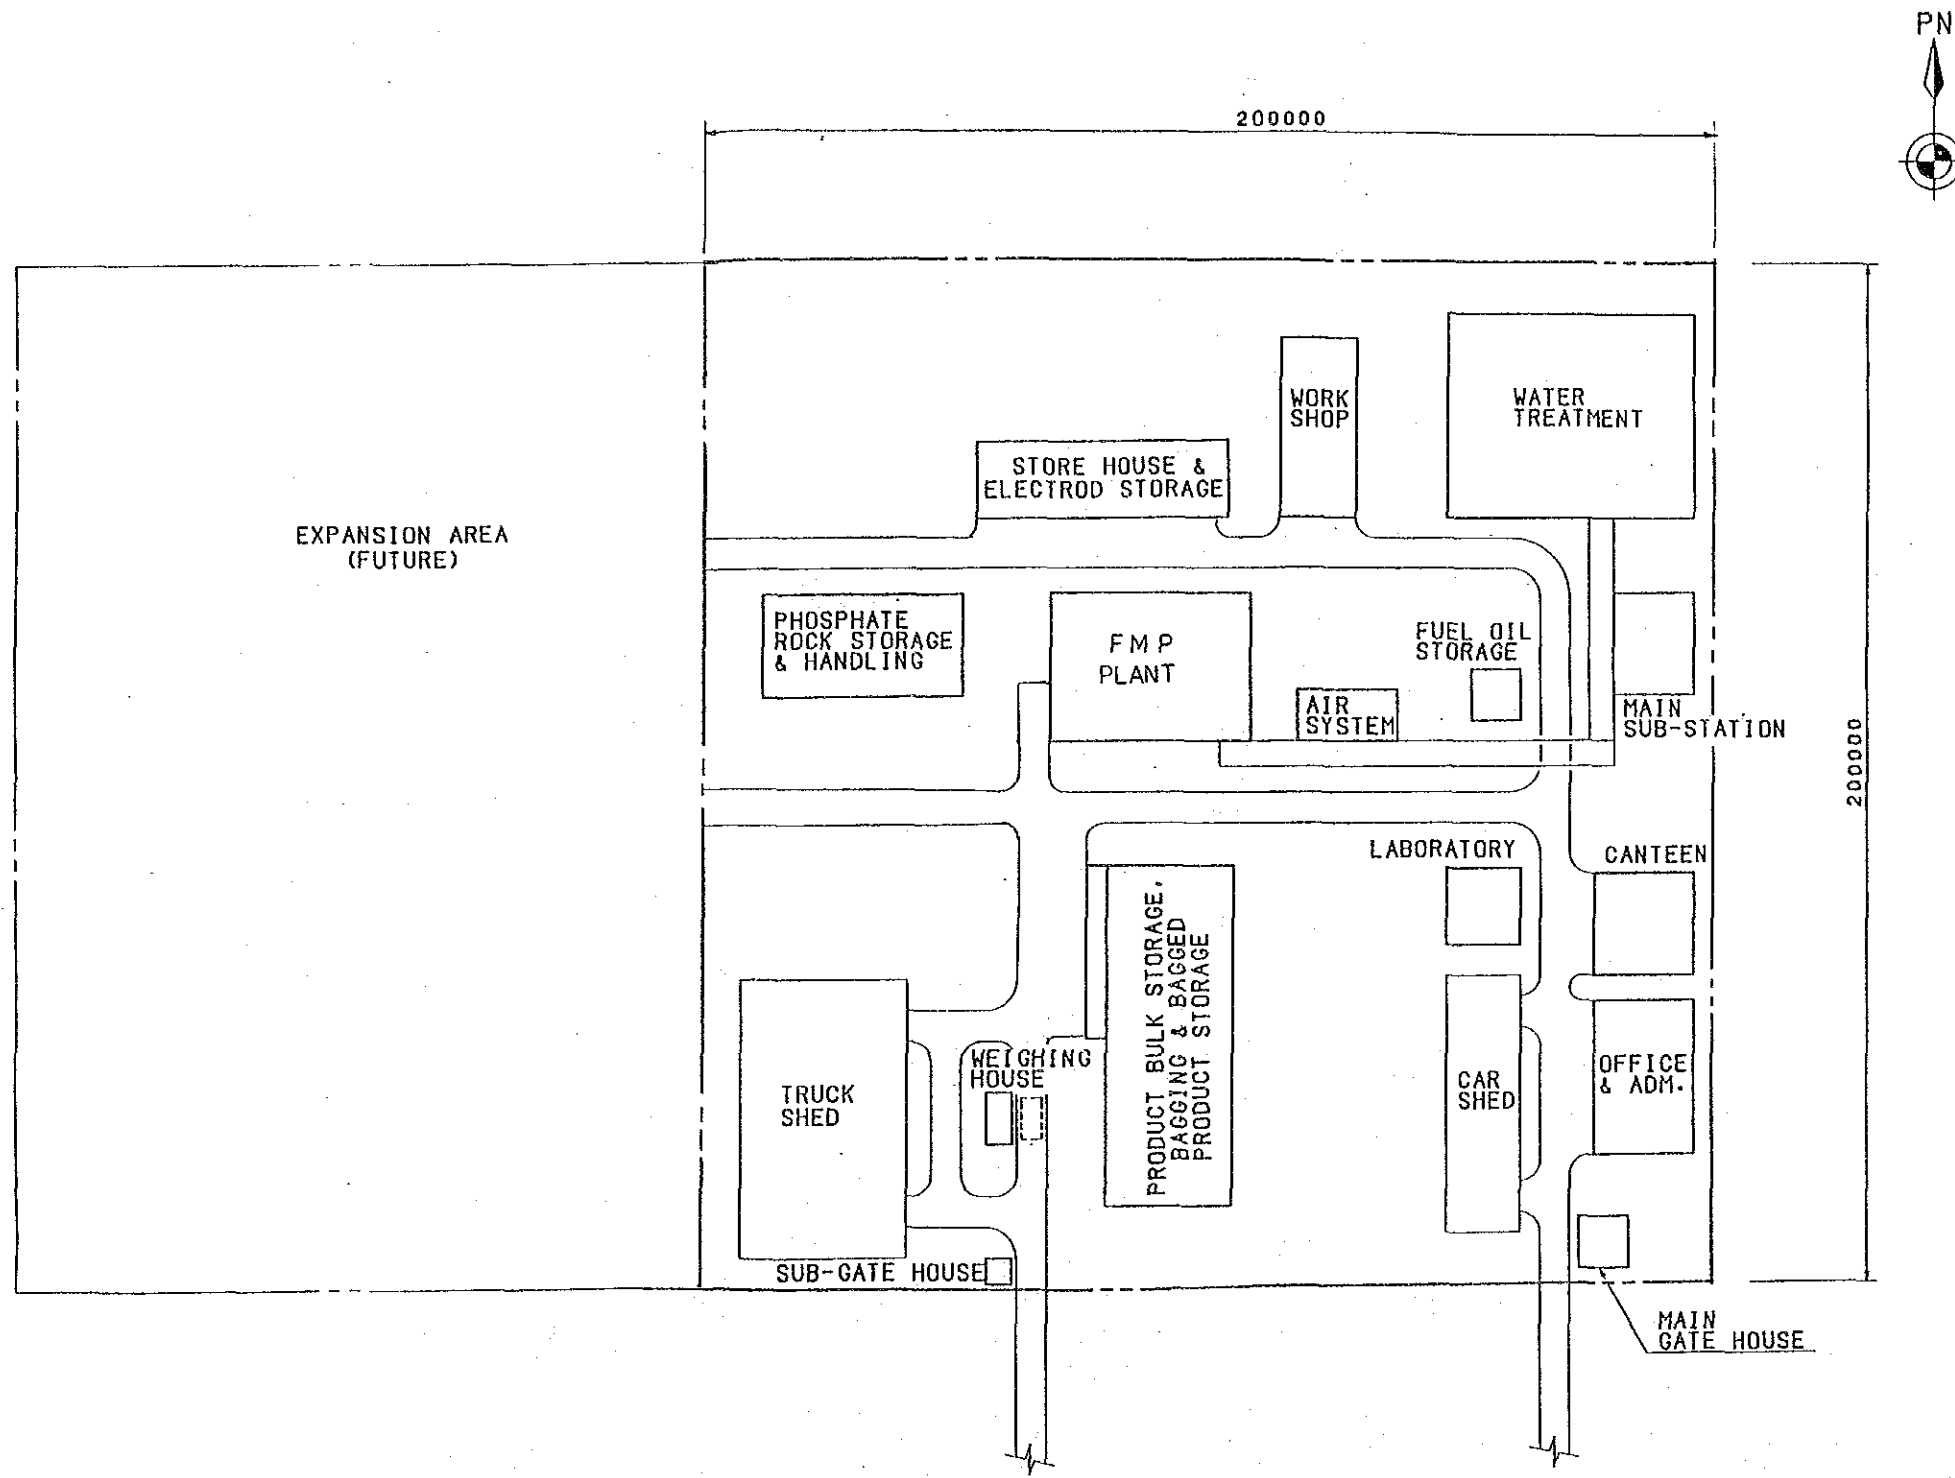 PN
200000
WORK
SHOP
WATER
TREATMENT
STORE HOUSE &
ELECTROD STORAGE
EXPANSION AREA
(FUTURE)
PHOSPHATE
ROCK STORAGE
& HANDLING
F M P
PLANT
FUEL OIL
STORAGE
AIR
SYSTEM
MAIN
SUB-STATION
200000
LABORATORY
CANTEEN
PRODUCT BULK STORAGE,
BAGGING & BAGGED
PRODUCT STORAGE
WEIGHING
HOUSE
TRUCK
SHED
CAR
SHED
OFFICE
& ADM.
SUB-GATE HOUSE
MAIN
GATE HOUSE